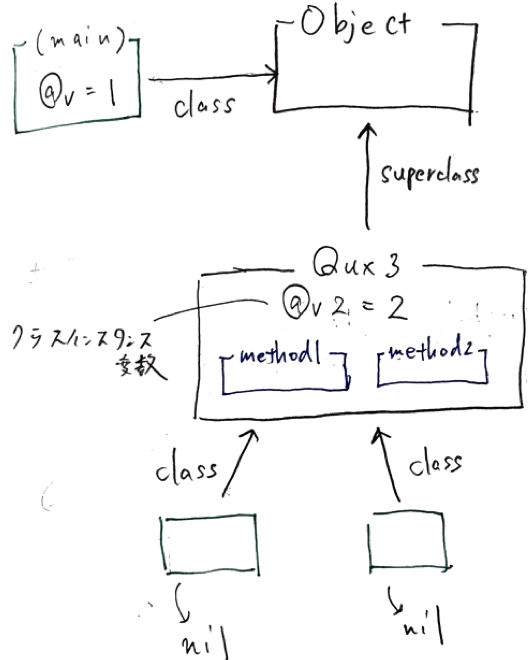 (main)
@v = 1
class
Object
superclass
Qux3
@v2 = 2
クラスインスタンス
変数
method1
method2
class
class
nil
nil